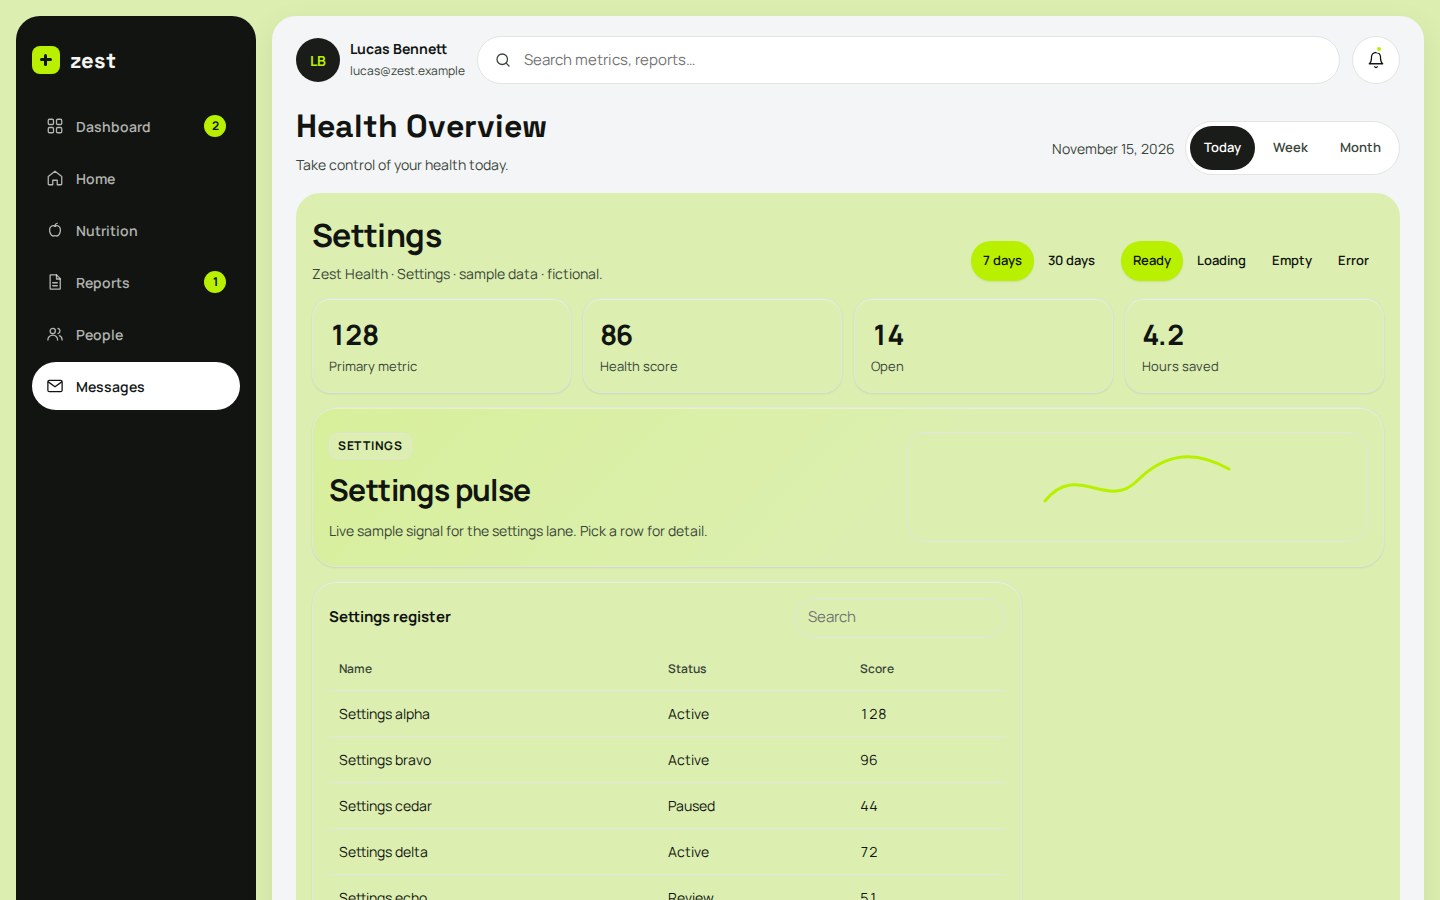 zest
Dashboard 2
Home
Nutrition
Reports 1
People
Messages
LB
Lucas Bennett
lucas@zest.example
Search metrics, reports…
Health Overview
Take control of your health today.
November 15, 2026
Today Week Month
Settings
Zest Health · Settings · sample data · fictional.
7 days 30 days Ready Loading Empty Error
128
Primary metric
86
Health score
14
Open
4.2
Hours saved
SETTINGS
Settings pulse
Live sample signal for the settings lane. Pick a row for detail.
Settings register
Search
Name Status Score
Settings alpha Active 128
Settings bravo Active 96
Settings cedar Paused 44
Settings delta Active 72
Settings echo Review 51